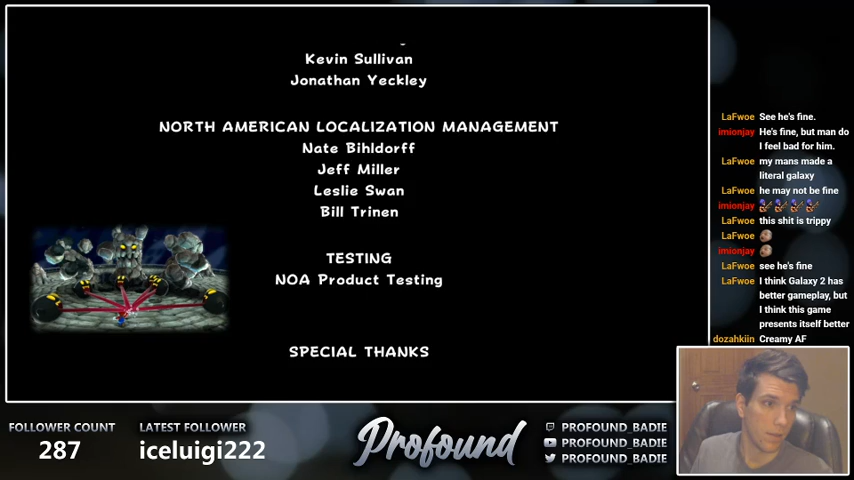 Kevin Sullivan
Jonathan Yeckley
NORTH AMERICAN LOCALIZATION MANAGEMENT
Nate Bihldorff
Jeff Miller
Leslie Swan
Bill Trinen
TESTING
NOA Product Testing
SPECIAL THANKS
LaFwoe See he's fine.
imionjay He's fine, but man do
I feel bad for him.
LaFwoe my mans made a
literal galaxy
LaFwoe he may not be fine
imionjay
LaFwoe this shit is trippy
LaFwoe
imionjay
LaFwoe see he's fine
LaFwoe I think Galaxy 2 has
better gameplay, but
I think this game
presents itself better
dozahkiin Creamy AF
FOLLOWER COUNT
287
LATEST FOLLOWER
iceluigi222
Profound
PROFOUND_BADIE
PROFOUND_BADIE
PROFOUND_BADIE